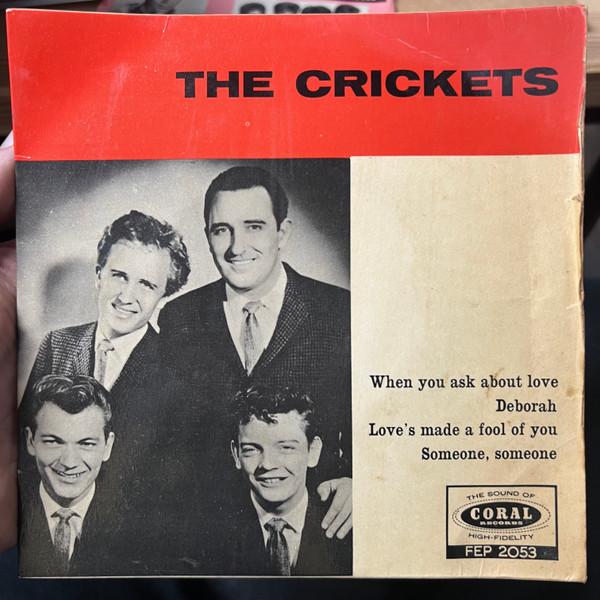 THE CRICKETS
When you ask about love
Deborah
Love's made a fool of you
Someone, someone
THE SOUND OF
CORAL
RECORDS
HIGH-FIDELITY
FEP 2053